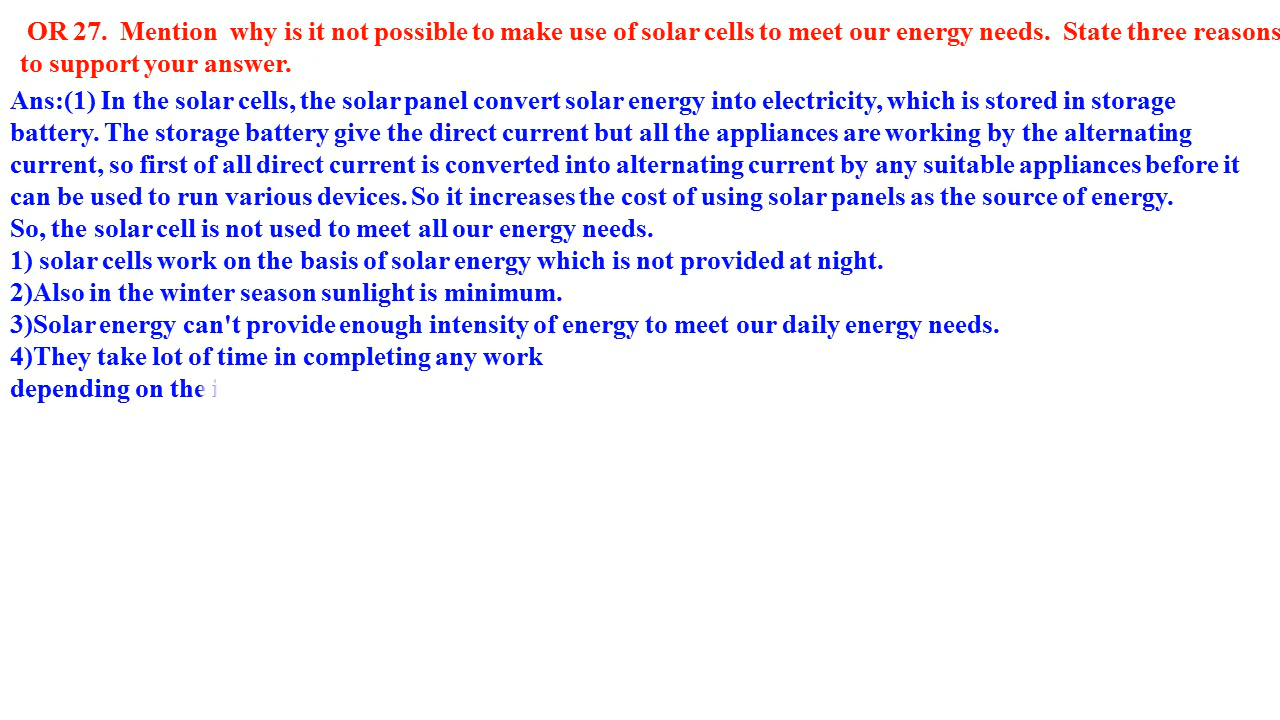 OR 27. Mention why is it not possible to make use of solar cells to meet our energy needs. State three reasons
to support your answer.
Ans:(1) In the solar cells, the solar panel convert solar energy into electricity, which is stored in storage
battery. The storage battery give the direct current but all the appliances are working by the alternating
current, so first of all direct current is converted into alternating current by any suitable appliances before it
can be used to run various devices. So it increases the cost of using solar panels as the source of energy.
So, the solar cell is not used to meet all our energy needs.
1) solar cells work on the basis of solar energy which is not provided at night.
2)Also in the winter season sunlight is minimum.
3)Solar energy can't provide enough intensity of energy to meet our daily energy needs.
4)They take lot of time in completing any work
depending on the i